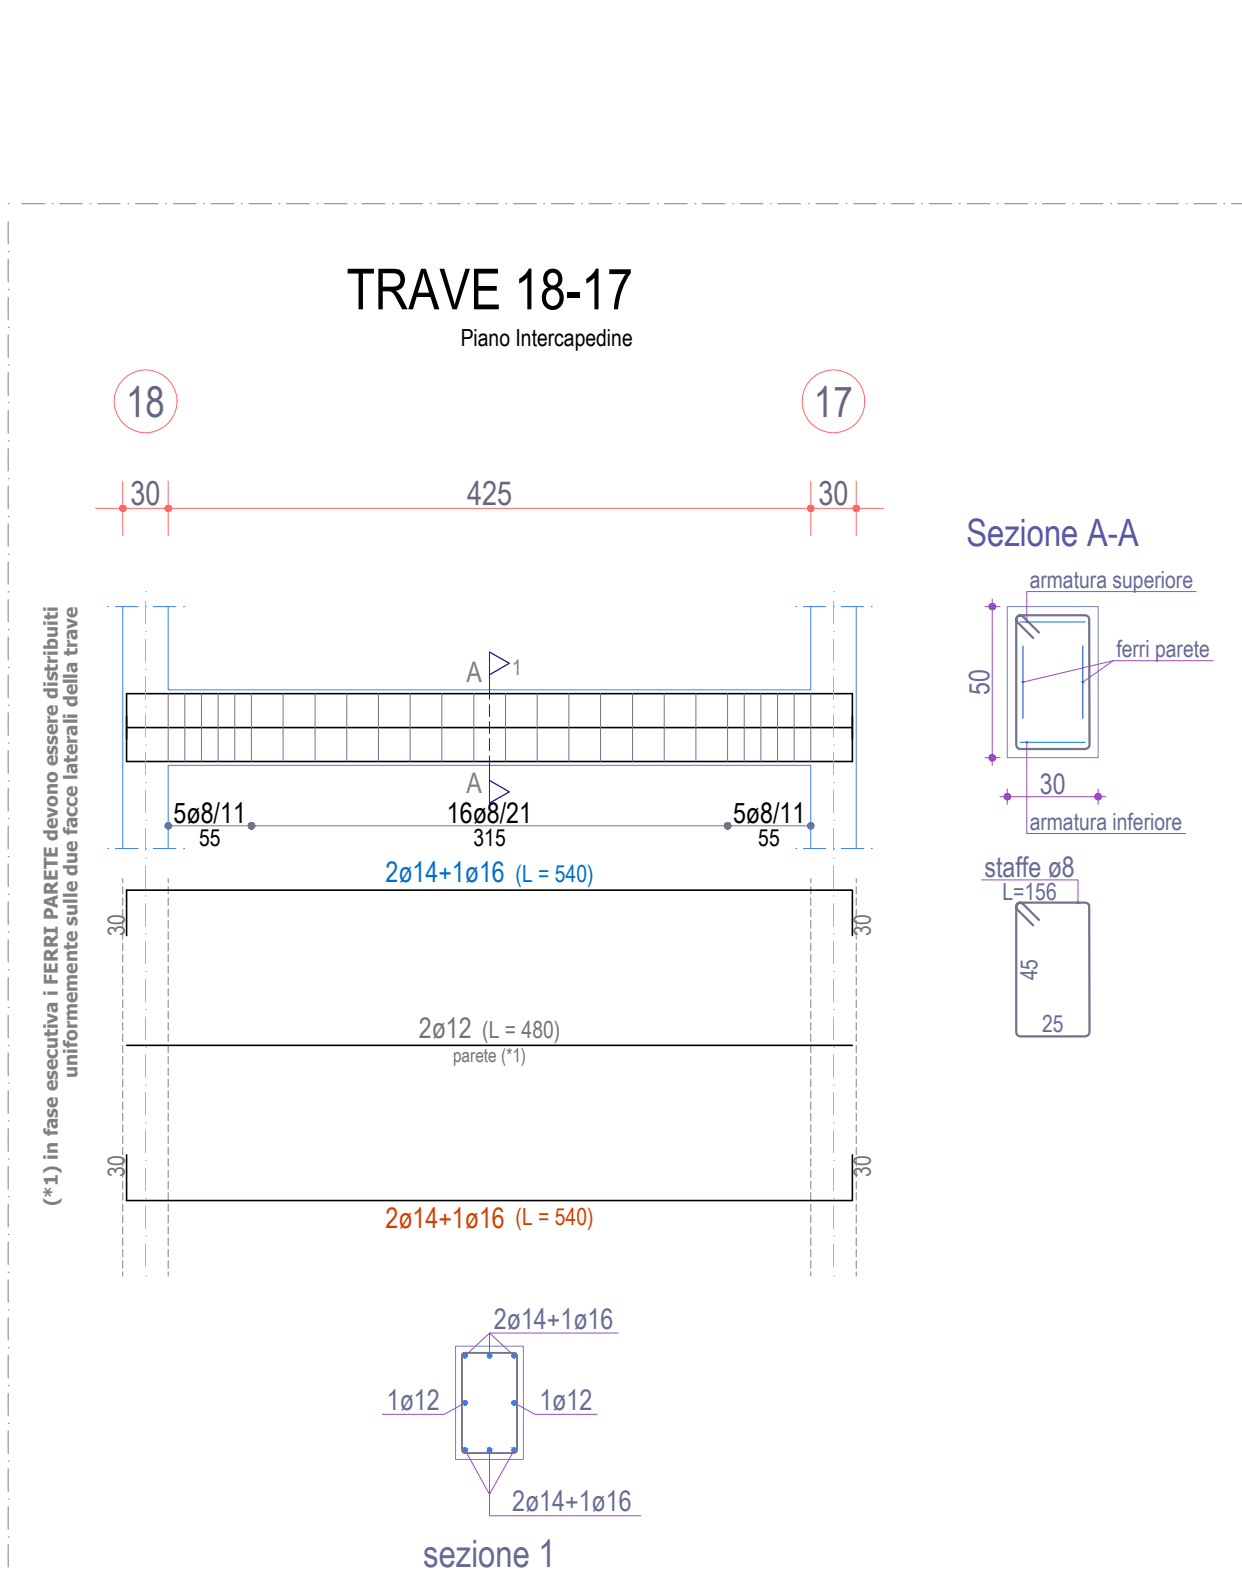 TRAVE 18-17
Piano Intercapedine
18
17
30
425
30
Sezione A-A
armatura superiore
ferri parete
50
30
armatura inferiore
(*1) in fase esecutiva i FERRI PARETE devono essere distribuiti
uniformemente sulle due facce laterali della trave
A
1
A
5ø8/11
55
16ø8/21
315
5ø8/11
55
2ø14+1ø16 (L = 540)
30
30
staffe ø8
L=156
45
25
2ø12 (L = 480)
parete (*1)
30
30
2ø14+1ø16 (L = 540)
2ø14+1ø16
1ø12
1ø12
2ø14+1ø16
sezione 1